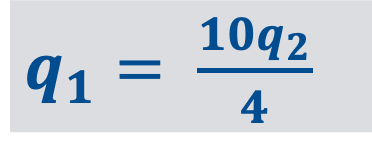 q₁ = 10q₂/4